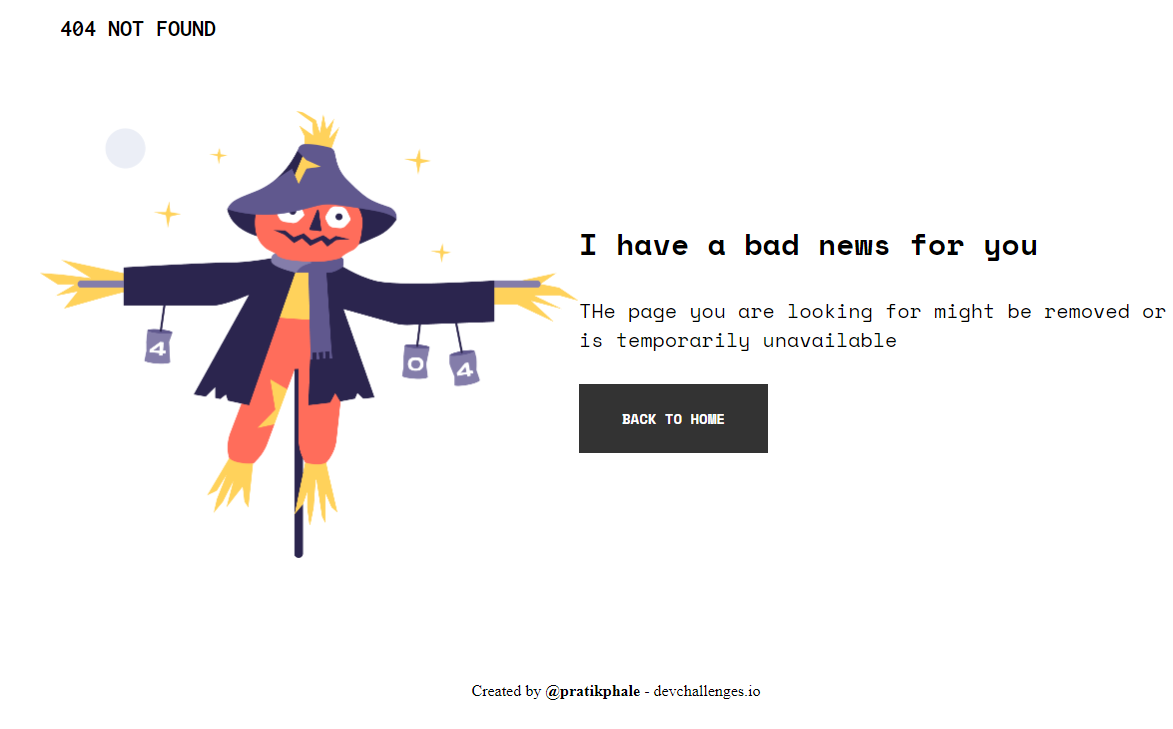 404 NOT FOUND
I have a bad news for you
THe page you are looking for might be removed or
is temporarily unavailable
4
0
4
BACK TO HOME
Created by @pratikphale - devchallenges.io